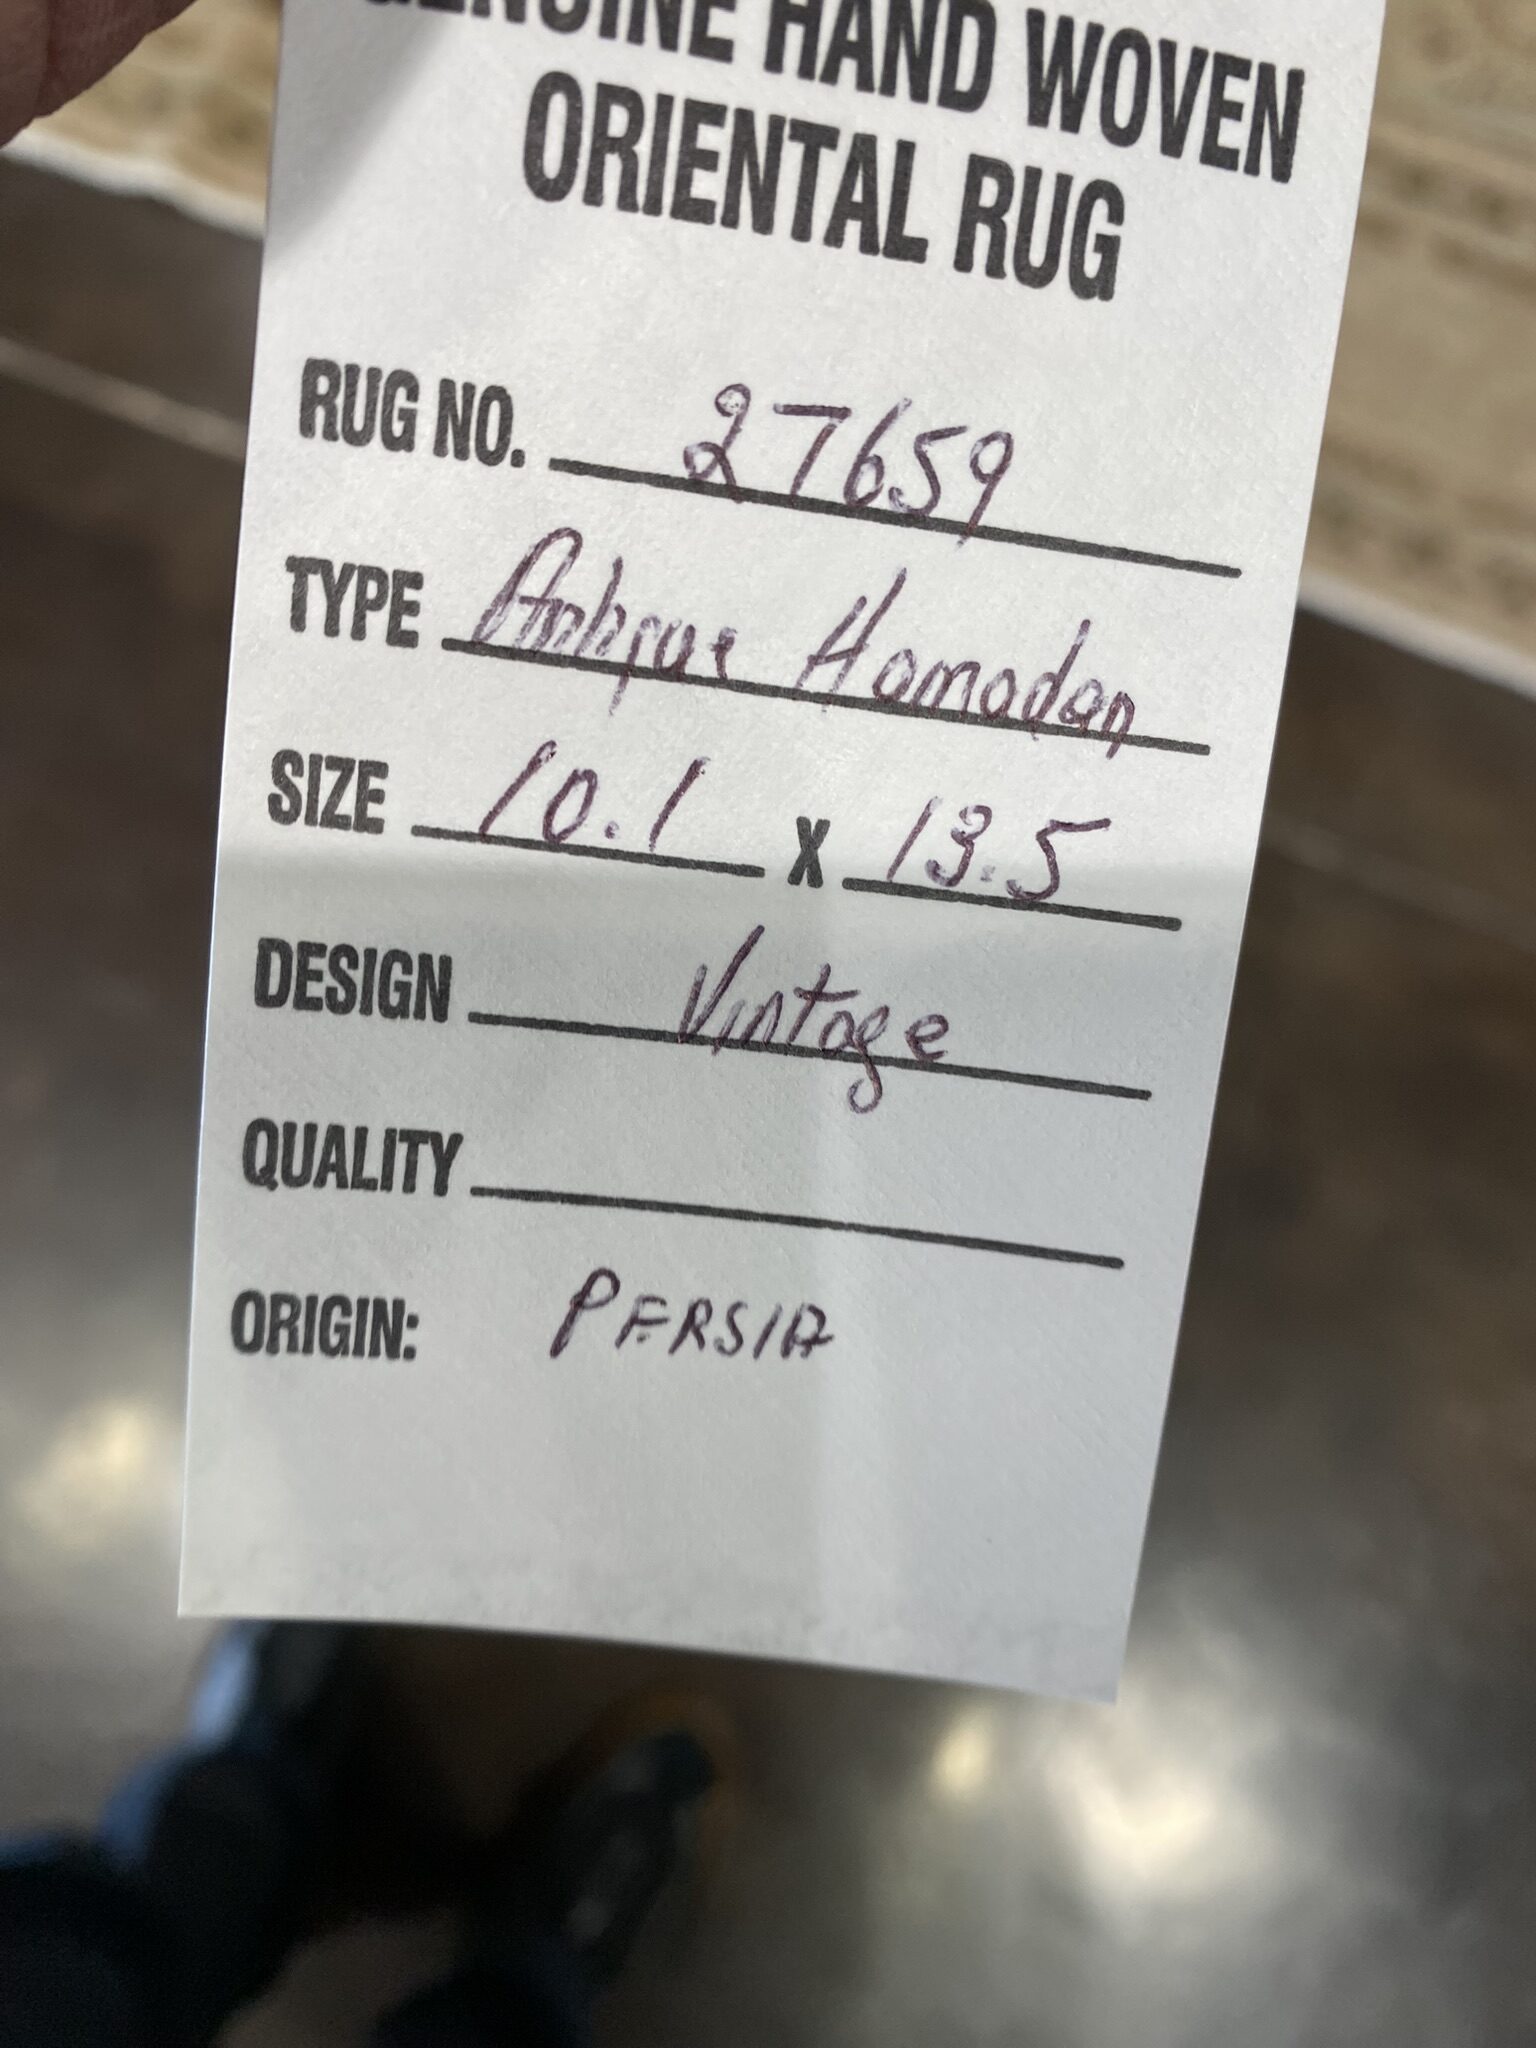 GENUINE HAND WOVEN
ORIENTAL RUG
RUG NO. 27659
TYPE Antique Hamadan
SIZE 10.1 X 13.5
DESIGN Vintage
QUALITY
ORIGIN: PERSIA